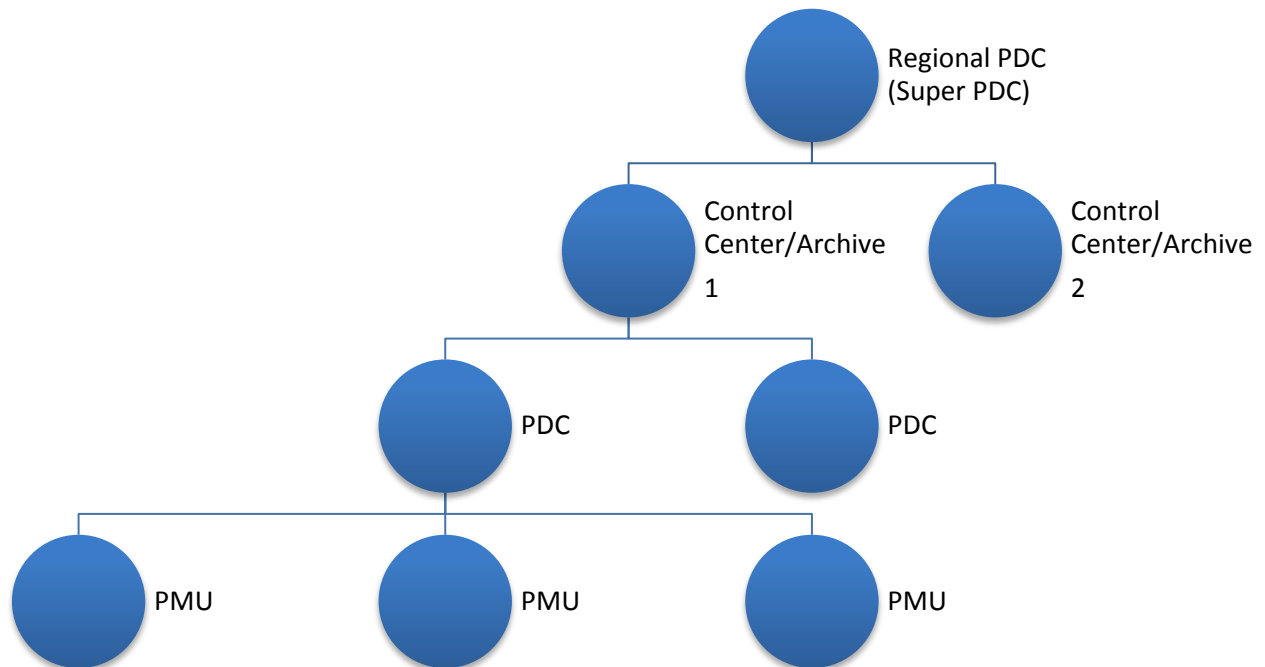 Regional PDC
(Super PDC)
Control
Center/Archive
1
Control
Center/Archive
2
PDC
PDC
PMU
PMU
PMU